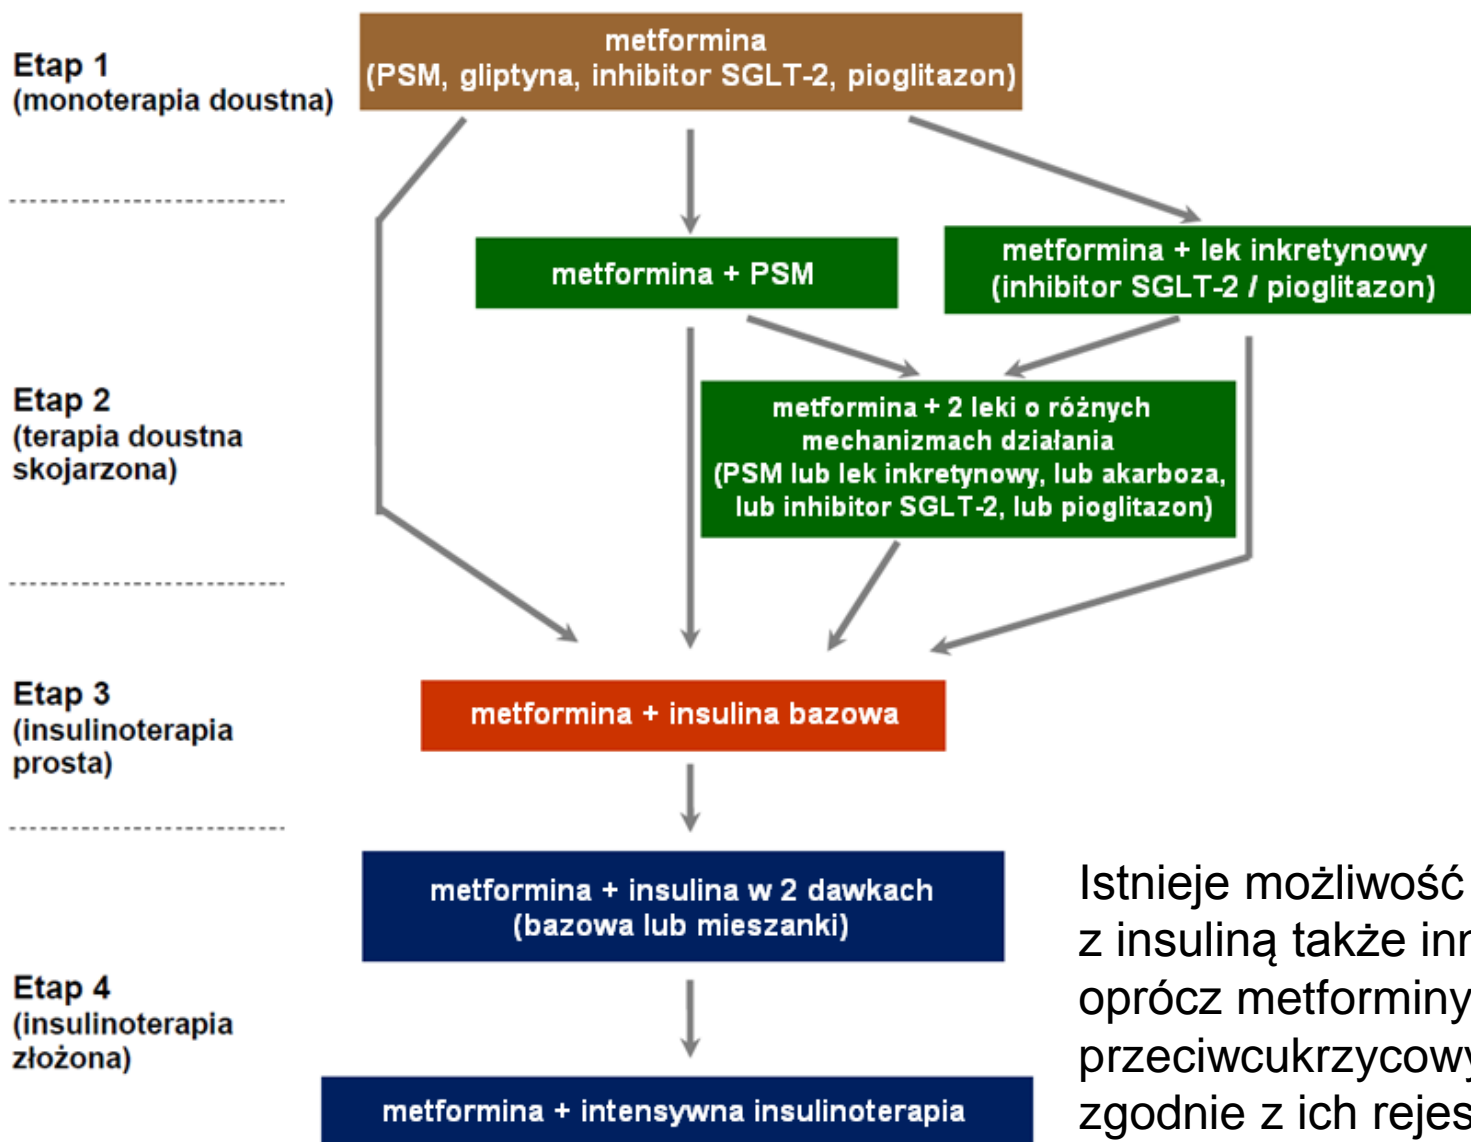 metformina
(PSM, gliptyna, inhibitor SGLT-2, pioglitazon)
Etap 1
(monoterapia doustna)
metformina + PSM
metformina + lek inkretynowy
(inhibitor SGLT-2 / pioglitazon)
Etap 2
(terapia doustna
skojarzona)
metformina + 2 leki o różnych
mechanizmach działania
(PSM lub lek inkretynowy, lub akarboza,
lub inhibitor SGLT-2, lub pioglitazon)
Etap 3
(insulinoterapia
prosta)
metformina + insulina bazowa
metformina + insulina w 2 dawkach
(bazowa lub mieszanki)
Etap 4
(insulinoterapia
złożona)
metformina + intensywna insulinoterapia
Istnieje możliwość
z insuliną także
oprócz metforminy
zgodnie z ich